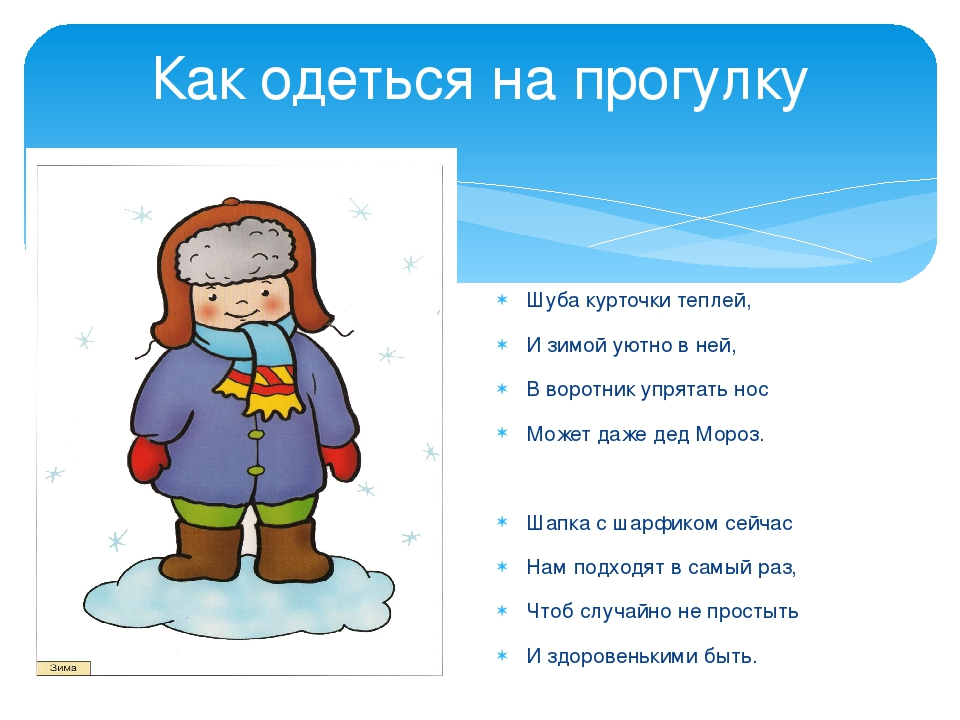 Как одеться на прогулку
Шуба курточки теплей,
И зимой уютно в ней,
В воротник упрятать нос
Может даже дед Мороз.
Шапка с шарфиком сейчас
Нам подходят в самый раз,
Чтоб случайно не простыть
И здоровенькими быть.
Зима